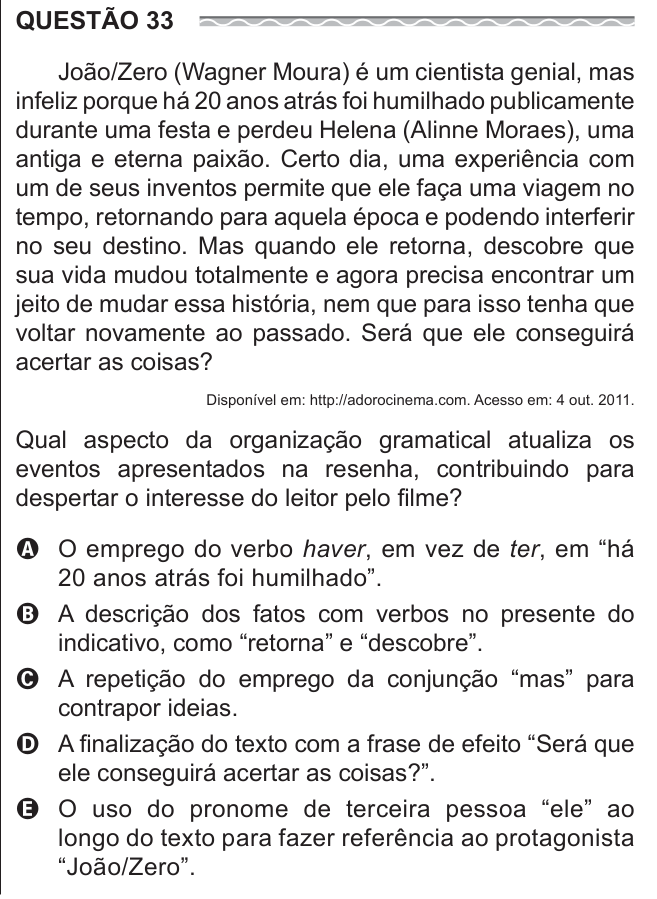 QUESTÃO 33
João/Zero (Wagner Moura) é um cientista genial, mas
infeliz porque há 20 anos atrás foi humilhado publicamente
durante uma festa e perdeu Helena (Alinne Moraes), uma
antiga e eterna paixão. Certo dia, uma experiência com
um de seus inventos permite que ele faça uma viagem no
tempo, retornando para aquela época e podendo interferir
no seu destino. Mas quando ele retorna, descobre que
sua vida mudou totalmente e agora precisa encontrar um
jeito de mudar essa história, nem que para isso tenha que
voltar novamente ao passado. Será que ele conseguirá
acertar as coisas?
Disponível em: http://adorocinema.com. Acesso em: 4 out. 2011.
Qual aspecto da organização gramatical atualiza os
eventos apresentados na resenha, contribuindo para
despertar o interesse do leitor pelo filme?
A O emprego do verbo haver, em vez de ter, em “há
20 anos atrás foi humilhado”.
B A descrição dos fatos com verbos no presente do
indicativo, como “retorna” e “descobre”.
C A repetição do emprego da conjunção “mas” para
contrapor ideias.
D A finalização do texto com a frase de efeito “Será que
ele conseguirá acertar as coisas?”.
E O uso do pronome de terceira pessoa “ele” ao
longo do texto para fazer referência ao protagonista
“João/Zero”.